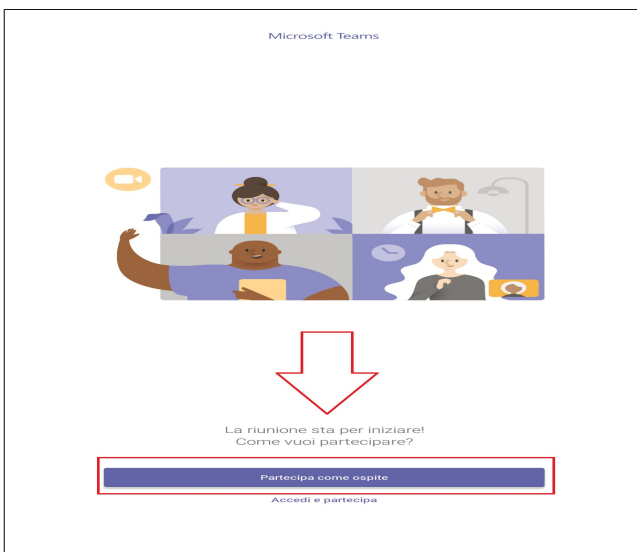 Microsoft Teams
La riunione sta per iniziare!
Come vuoi partecipare?
Partecipa come ospite
Accedi e partecipa